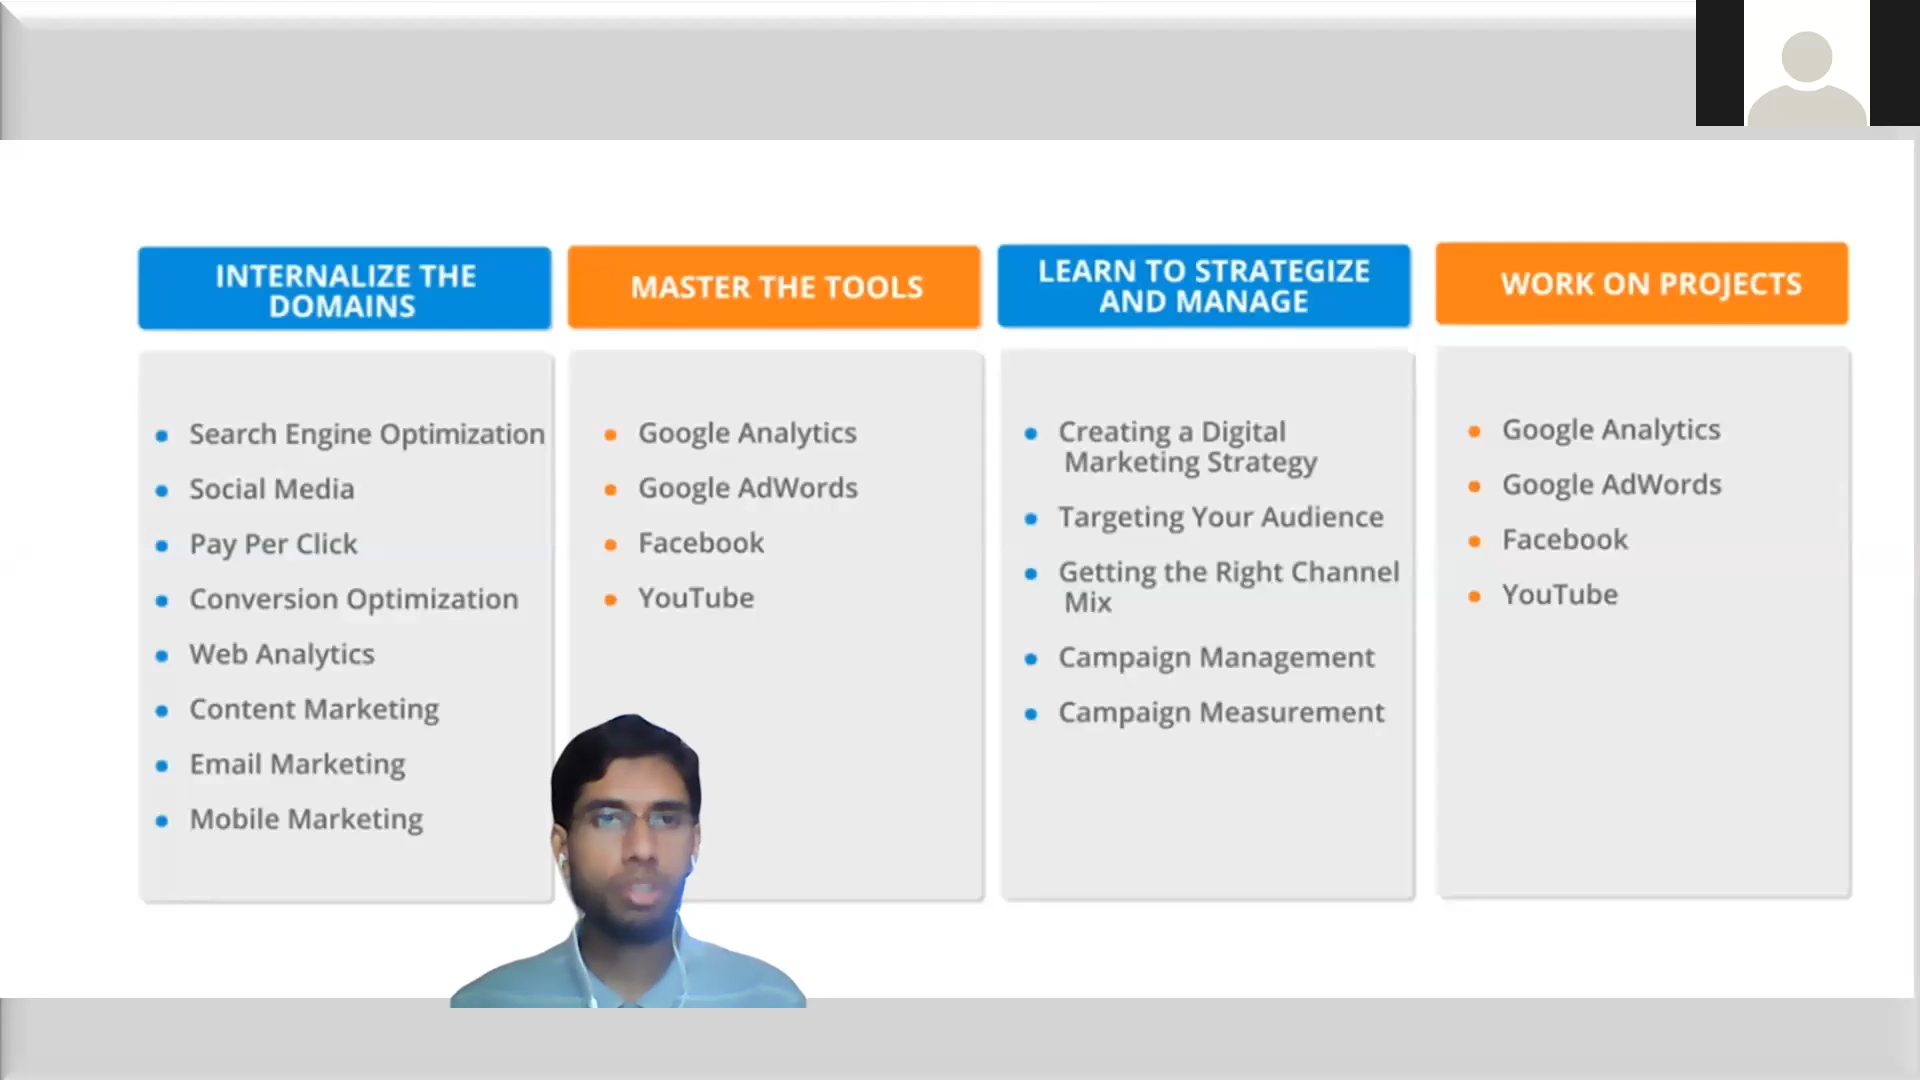 INTERNALIZE THE
DOMAINS
Search Engine Optimization
Social Media
Pay Per Click
Conversion Optimization
Web Analytics
Content Marketing
Email Marketing
Mobile Marketing
MASTER THE TOOLS
Google Analytics
Google AdWords
Facebook
YouTube
LEARN TO STRATEGIZE
AND MANAGE
Creating a Digital
Marketing Strategy
Targeting Your Audience
Getting the Right Channel
Mix
Campaign Management
Campaign Measurement
WORK ON PROJECTS
Google Analytics
Google AdWords
Facebook
YouTube